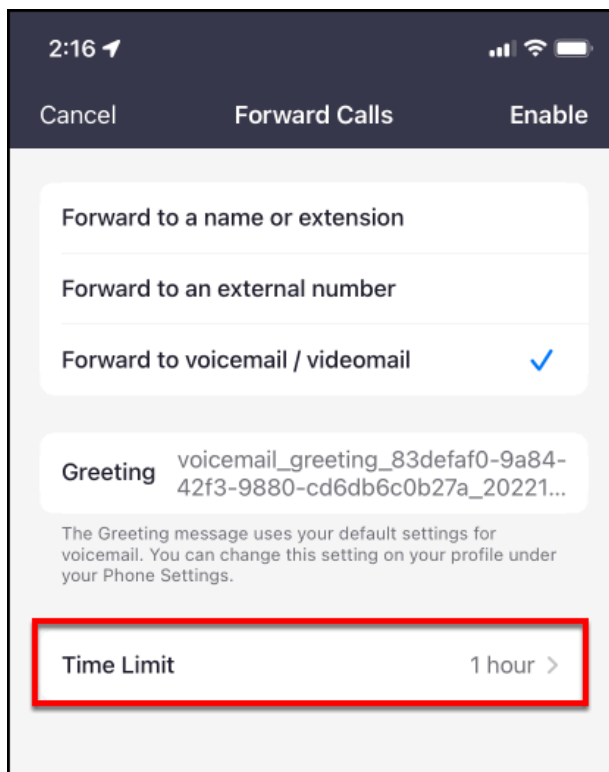 2:16
Cancel Forward Calls Enable
Forward to a name or extension
Forward to an external number
Forward to voicemail / videomail
Greeting voicemail_greeting_83defaf0-9a84-
42f3-9880-cd6db6c0b27a_20221...
The Greeting message uses your default settings for
voicemail. You can change this setting on your profile under
your Phone Settings.
Time Limit 1 hour